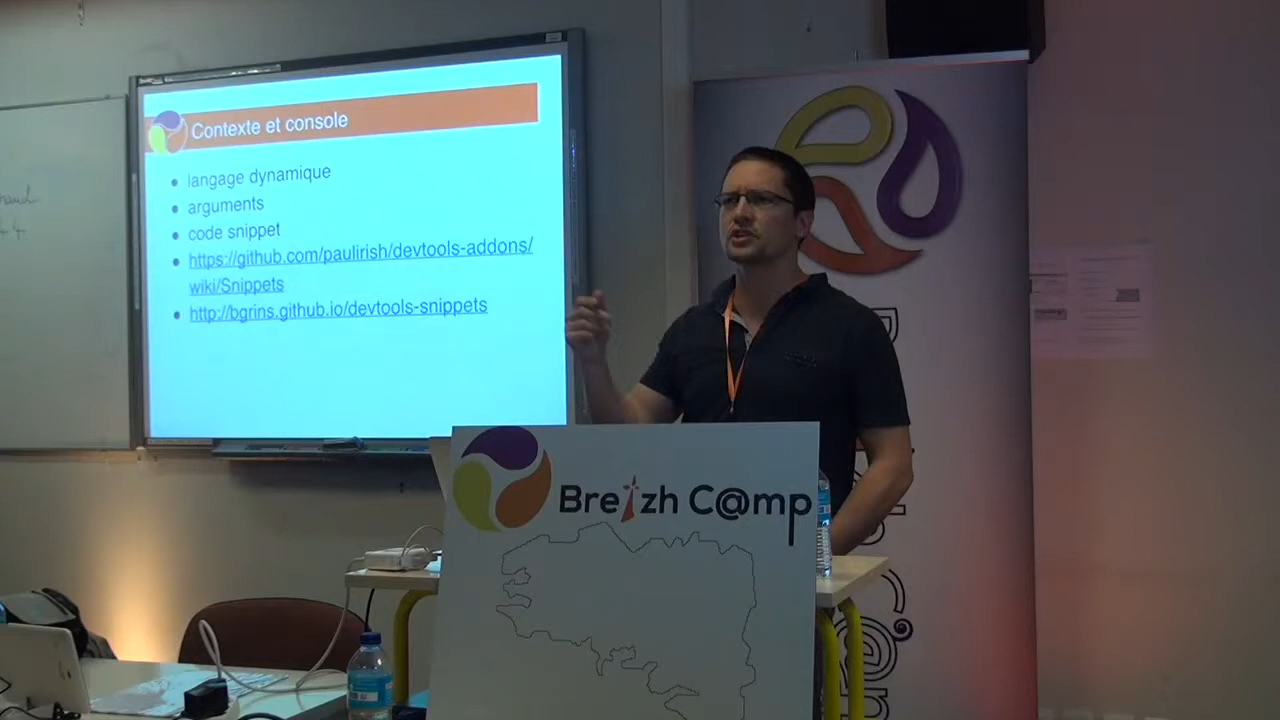 Contexte et console
langage dynamique
arguments
code snippet
https://github.com/paulirish/devtools-addons/
wiki/Snippets
http://bgrins.github.io/devtools-snippets
Breizh C@mp